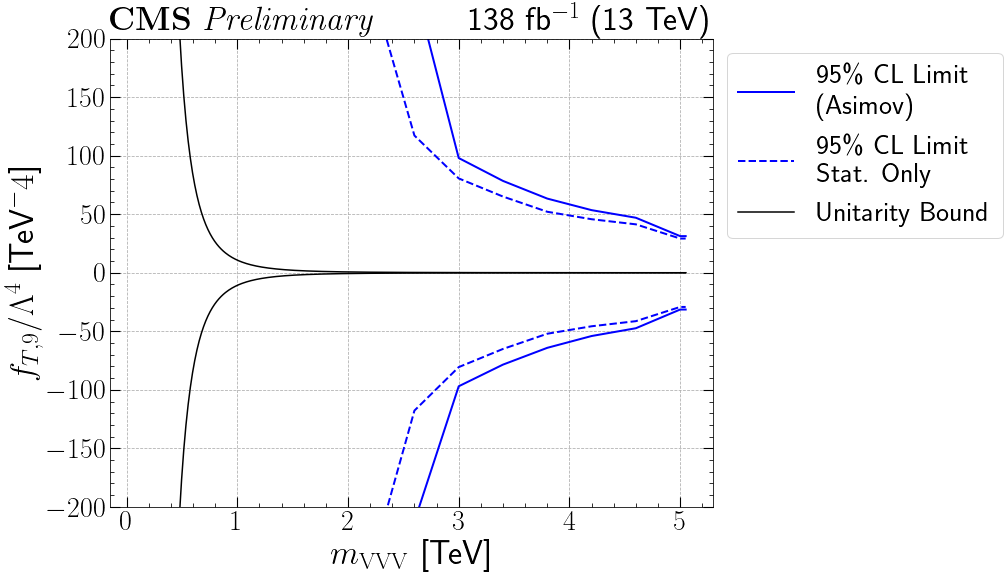 CMS Preliminary 138 fb⁻¹ (13 TeV)
200
150
100
50
0
−50
−100
−150
−200
f_{T,9}/Λ⁴ [TeV⁻4]
0 1 2 3 4 5
m_{VVV} [TeV]
95% CL Limit
(Asimov)
95% CL Limit
Stat. Only
Unitarity Bound